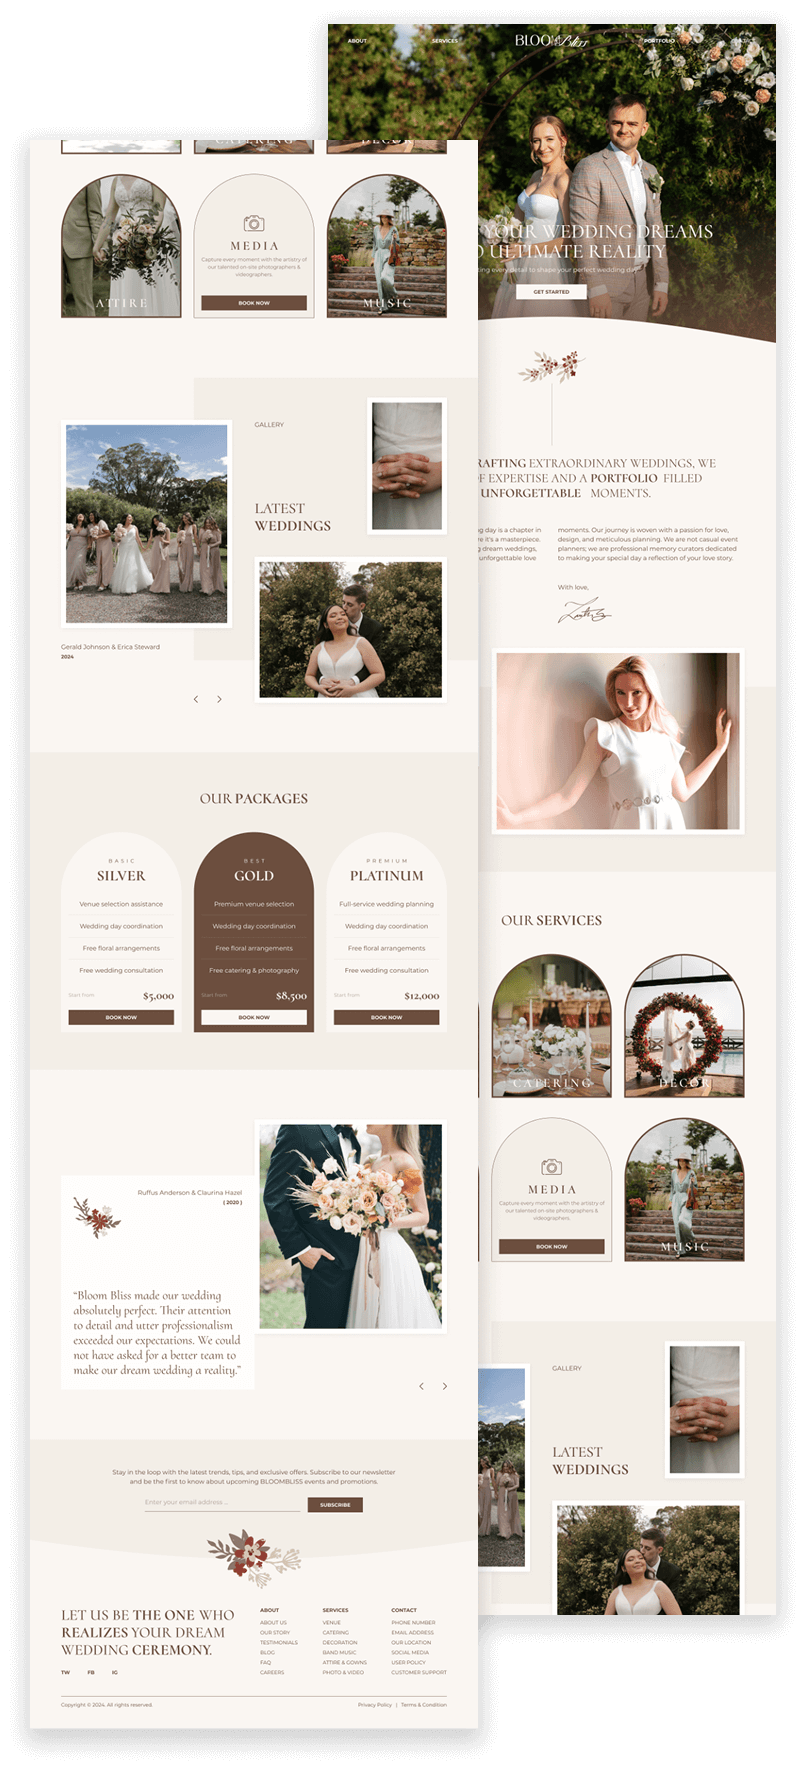 ABOUT
SERVICES
BLOOM Bliss
PORTFOLIO
YOUR WEDDING DREAMS
ULTIMATE REALITY
ting every detail to shape your perfect wedding day
GET STARTED
RAFTING EXTRAORDINARY WEDDINGS, WE
OF EXPERTISE AND A PORTFOLIO FILLED
UNFORGETTABLE MOMENTS.
ng day is a chapter in
re it's a masterpiece.
ng dream weddings,
unforgettable love
moments. Our journey is woven with a passion for love,
design, and meticulous planning. We are not casual event
planners; we are professional memory curators dedicated
to making your special day a reflection of your love story.
With love,
OUR SERVICES
CATERING
DECOR
MEDIA
Capture every moment with the artistry of
our talented on-site photographers &
videographers.
BOOK NOW
MUSIC
GALLERY
LATEST
WEDDINGS
CATERING
DECOR
ATTIRE
MEDIA
Capture every moment with the artistry of
our talented on-site photographers &
videographers.
BOOK NOW
MUSIC
GALLERY
LATEST
WEDDINGS
Gerald Johnson & Erica Steward
2024
OUR PACKAGES
BASIC
SILVER
Venue selection assistance
Wedding day coordination
Free floral arrangements
Free wedding consultation
Start from
$5,000
BOOK NOW
BEST
GOLD
Premium venue selection
Wedding day coordination
Free floral arrangements
Free catering & photography
Start from
$8,500
BOOK NOW
PREMIUM
PLATINUM
Full-service wedding planning
Wedding day coordination
Free floral arrangements
Free wedding consultation
Start from
$12,000
BOOK NOW
Ruffus Anderson & Claurina Hazel
( 2020 )
“Bloom Bliss made our wedding
absolutely perfect. Their attention
to detail and utter professionalism
exceeded our expectations. We could
not have asked for a better team to
make our dream wedding a reality.”
Stay in the loop with the latest trends, tips, and exclusive offers. Subscribe to our newsletter
and be the first to know about upcoming BLOOMBLISS events and promotions.
Enter your email address ...
SUBSCRIBE
LET US BE THE ONE WHO
REALIZES YOUR DREAM
WEDDING CEREMONY.
TW
FB
IG
ABOUT
ABOUT US
OUR STORY
TESTIMONIALS
BLOG
FAQ
CAREERS
SERVICES
VENUE
CATERING
DECORATION
BAND MUSIC
ATTIRE & GOWNS
PHOTO & VIDEO
CONTACT
PHONE NUMBER
EMAIL ADDRESS
OUR LOCATION
SOCIAL MEDIA
USER POLICY
CUSTOMER SUPPORT
Copyright © 2024. All rights reserved.
Privacy Policy | Terms & Condition